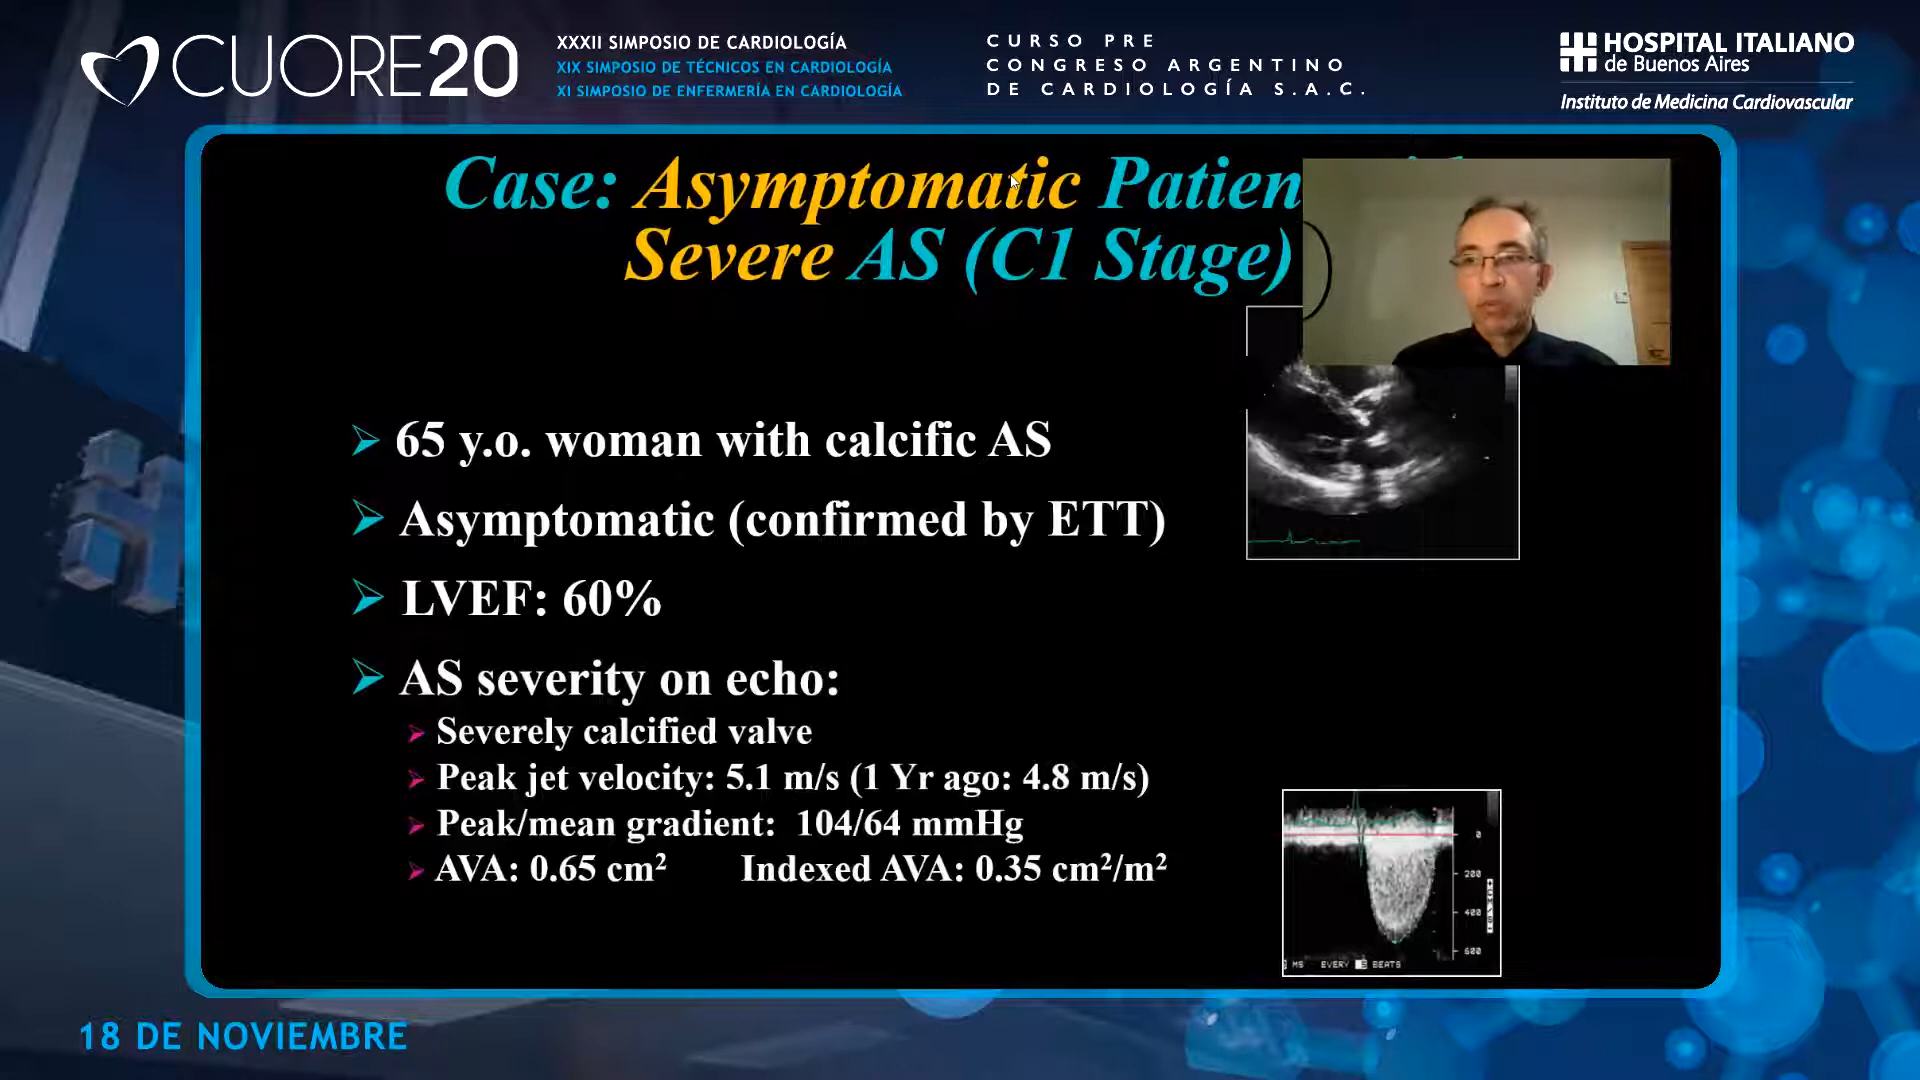 CUORE20
XXXII SIMPOSIO DE CARDIOLOGÍA
XIX SIMPOSIO DE TÉCNICOS EN CARDIOLOGÍA
XI SIMPOSIO DE ENFERMERÍA EN CARDIOLOGÍA
CURSO PRE
CONGRESO ARGENTINO
DE CARDIOLOGÍA S.A.C.
HOSPITAL ITALIANO
de Buenos Aires
Instituto de Medicina Cardiovascular
Case: Asymptomatic Patien
Severe AS (C1 Stage)
➢ 65 y.o. woman with calcific AS
➢ Asymptomatic (confirmed by ETT)
➢ LVEF: 60%
➢ AS severity on echo:
➢ Severely calcified valve
➢ Peak jet velocity: 5.1 m/s (1 Yr ago: 4.8 m/s)
➢ Peak/mean gradient: 104/64 mmHg
➢ AVA: 0.65 cm² Indexed AVA: 0.35 cm²/m²
0
200
400
600
MS EVERY BEATS
18 DE NOVIEMBRE